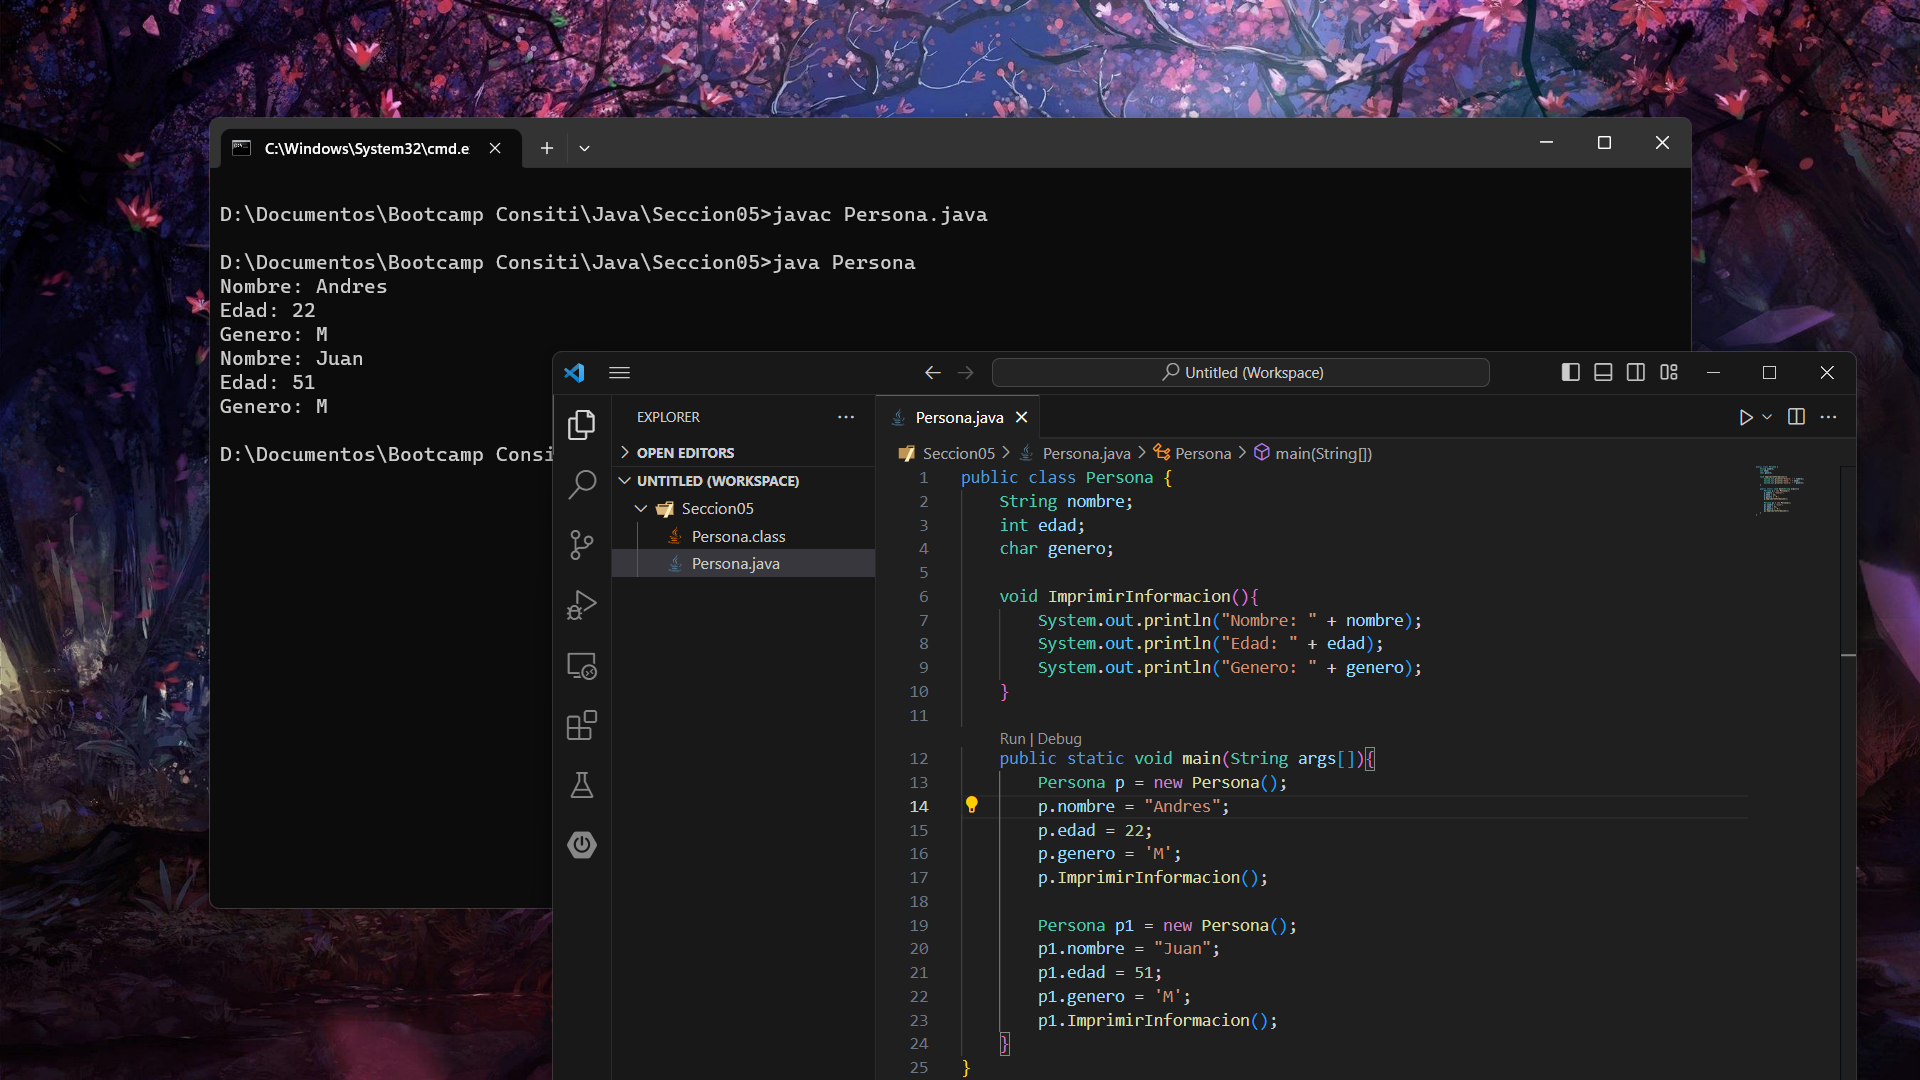 C:\Windows\System32\cmd.e
D:\Documentos\Bootcamp Consiti\Java\Seccion05>javac Persona.java
D:\Documentos\Bootcamp Consiti\Java\Seccion05>java Persona
Nombre: Andres
Edad: 22
Genero: M
Nombre: Juan
Edad: 51
Genero: M
D:\Documentos\Bootcamp Consi
Untitled (Workspace)
EXPLORER
OPEN EDITORS
UNTITLED (WORKSPACE)
Seccion05
Persona.class
Persona.java
Persona.java
Seccion05 > Persona.java > Persona > main(String[])
1 public class Persona {
2 String nombre;
3 int edad;
4 char genero;
5
6 void ImprimirInformacion(){
7 System.out.println("Nombre: " + nombre);
8 System.out.println("Edad: " + edad);
9 System.out.println("Genero: " + genero);
10 }
11
Run | Debug
12 public static void main(String args[]){
13 Persona p = new Persona();
14 p.nombre = "Andres";
15 p.edad = 22;
16 p.genero = 'M';
17 p.ImprimirInformacion();
18
19 Persona p1 = new Persona();
20 p1.nombre = "Juan";
21 p1.edad = 51;
22 p1.genero = 'M';
23 p1.ImprimirInformacion();
24 }
25 }